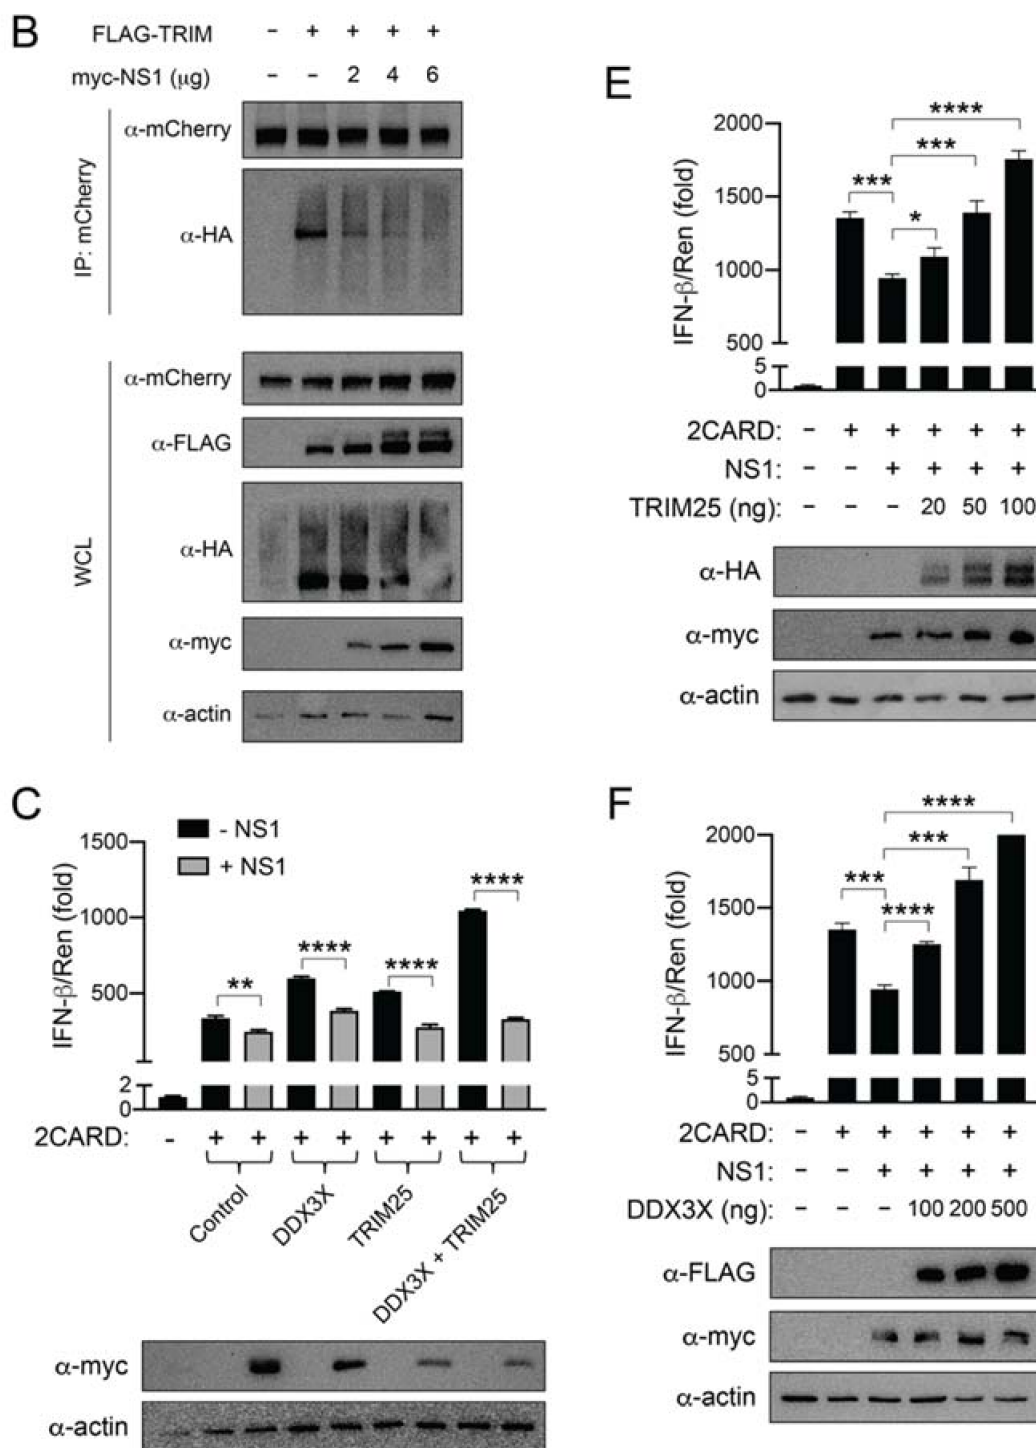 B
FLAG-TRIM - + + + +
myc-NS1 (μg) - - 2 4 6
IP: mCherry
α-mCherry
α-HA
WCL
α-mCherry
α-FLAG
α-HA
α-myc
α-actin
E
IFN-β/Ren (fold)
2000
1500
1000
500
5
0
****
***
***
*
2CARD: - + + + + +
NS1: - - + + + +
TRIM25 (ng): - - - 20 50 100
α-HA
α-myc
α-actin
C
- NS1
+ NS1
IFN-β/Ren (fold)
1500
1000
500
2
0
**
****
****
****
2CARD: - + + + + + + + +
Control
DDX3X
TRIM25
DDX3X + TRIM25
α-myc
α-actin
F
IFN-β/Ren (fold)
2000
1500
1000
500
5
0
****
***
***
****
2CARD: - + + + + +
NS1: - - + + + +
DDX3X (ng): - - - 100 200 500
α-FLAG
α-myc
α-actin